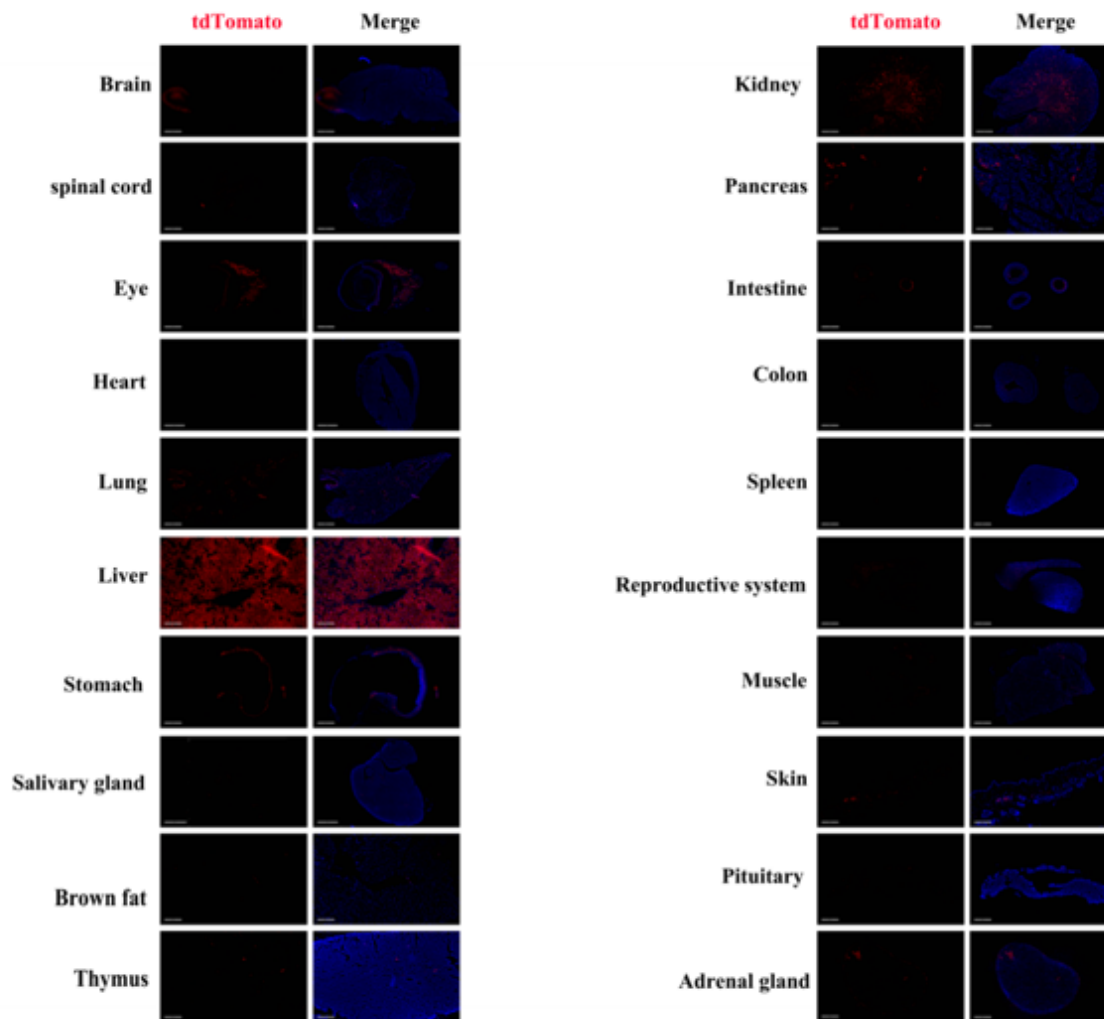 tdTomato Merge tdTomato Merge
Brain Kidney
spinal cord Pancreas
Eye Intestine
Heart Colon
Lung Spleen
Liver Reproductive system
Stomach Muscle
Salivary gland Skin
Brown fat Pituitary
Thymus Adrenal gland